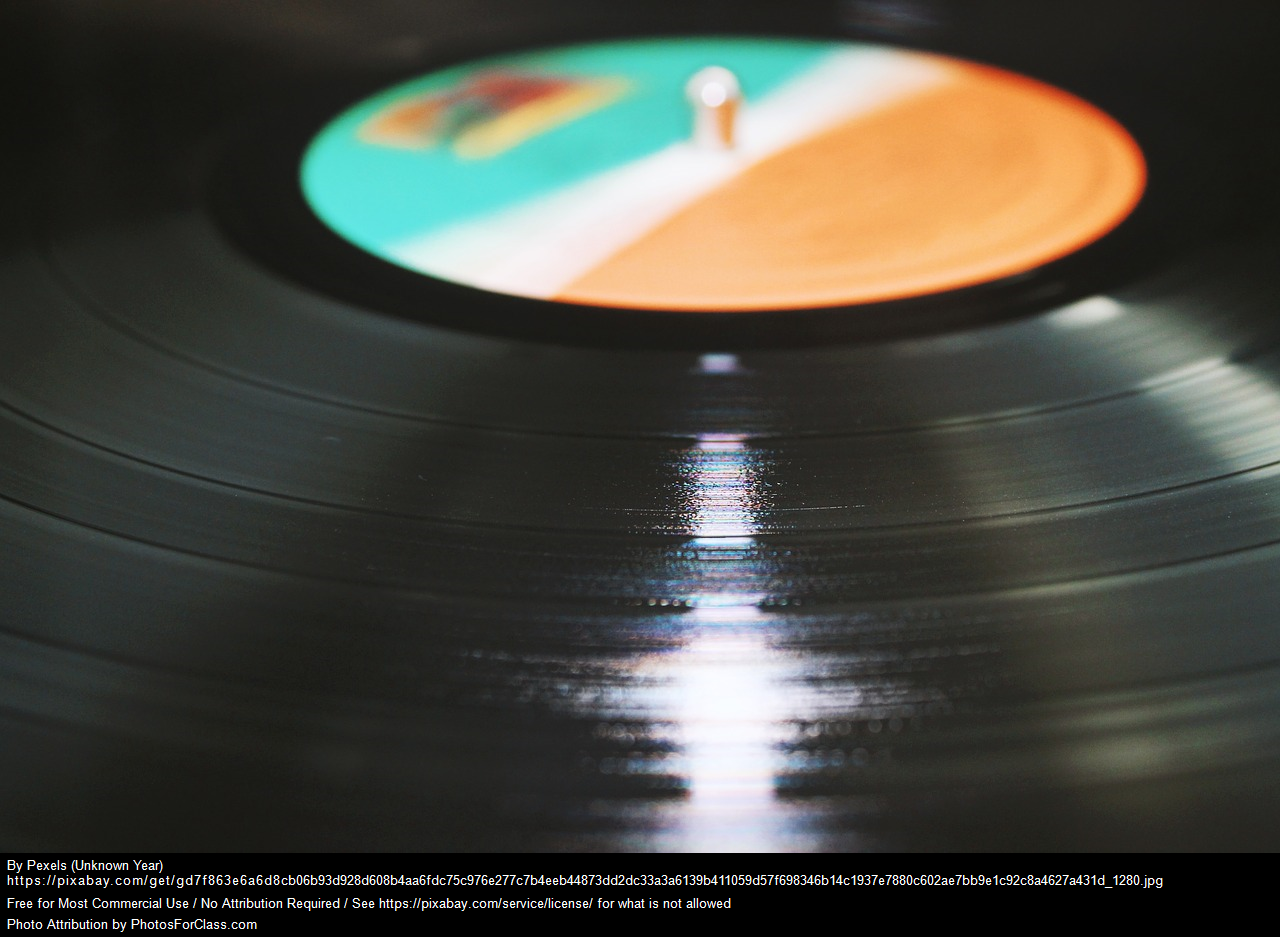 By Pexels (Unknown Year)
https://pixabay.com/get/gd7f863e6a6d8cb06b93d928d608b4aa6fdc75c976e277c7b4eeb44873dd2dc33a3a6139b411059d57f698346b14c1937e7880c602ae7bb9e1c92c8a4627a431d_1280.jpg
Free for Most Commercial Use / No Attribution Required / See https://pixabay.com/service/license/ for what is not allowed
Photo Attribution by PhotosForClass.com